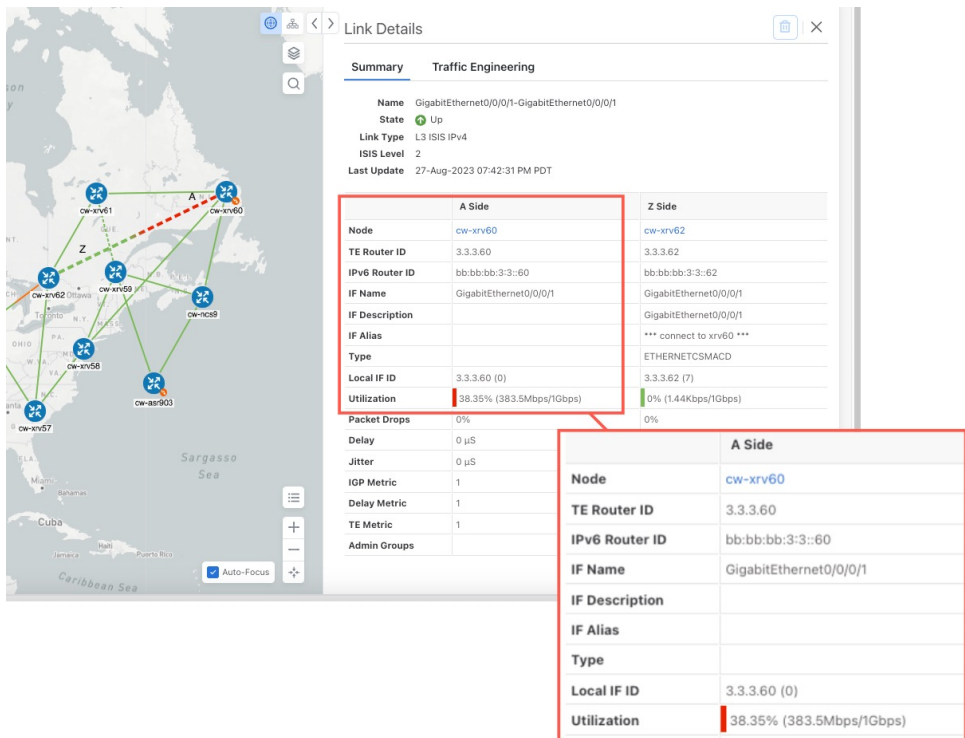 Link Details
Summary Traffic Engineering
Name GigabitEthernet0/0/0/1-GigabitEthernet0/0/0/1
State Up
Link Type L3 ISIS IPv4
ISIS Level 2
Last Update 27-Aug-2023 07:42:31 PM PDT
A Side Z Side
Node cw-xrv60 cw-xrv62
TE Router ID 3.3.3.60 3.3.3.62
IPv6 Router ID bb:bb:bb:3:3::60 bb:bb:bb:3:3::62
IF Name GigabitEthernet0/0/0/1 GigabitEthernet0/0/0/1
IF Description GigabitEthernet0/0/0/1
IF Alias *** connect to xrv60 ***
Type ETHERNETCSMACD
Local IF ID 3.3.3.60 (0) 3.3.3.62 (7)
Utilization 38.35% (383.5Mbps/1Gbps) 0% (1.44Kbps/1Gbps)
Packet Drops 0% 0%
Delay 0 µS
Jitter 0 µS
IGP Metric 1
Delay Metric 1
TE Metric 1
Admin Groups
A Side
Node cw-xrv60
TE Router ID 3.3.3.60
IPv6 Router ID bb:bb:bb:3:3::60
IF Name GigabitEthernet0/0/0/1
IF Description
IF Alias
Type
Local IF ID 3.3.3.60 (0)
Utilization 38.35% (383.5Mbps/1Gbps)
A
cw-xrv61
cw-xrv60
QUE.
Z
cw-xrv62
Ottawa
cw-xrv59
N.B.
Toronto
N.Y.
MASS
cw-ncs9
OHIO
PA.
W.VA.
VA.
cw-xrv58
N.C.
cw-asr903
cw-xrv57
Sargasso
Sea
Miami
Bahamas
Cuba
Haiti
Jamaica
Puerto Rico
Caribbean Sea
Auto-Focus